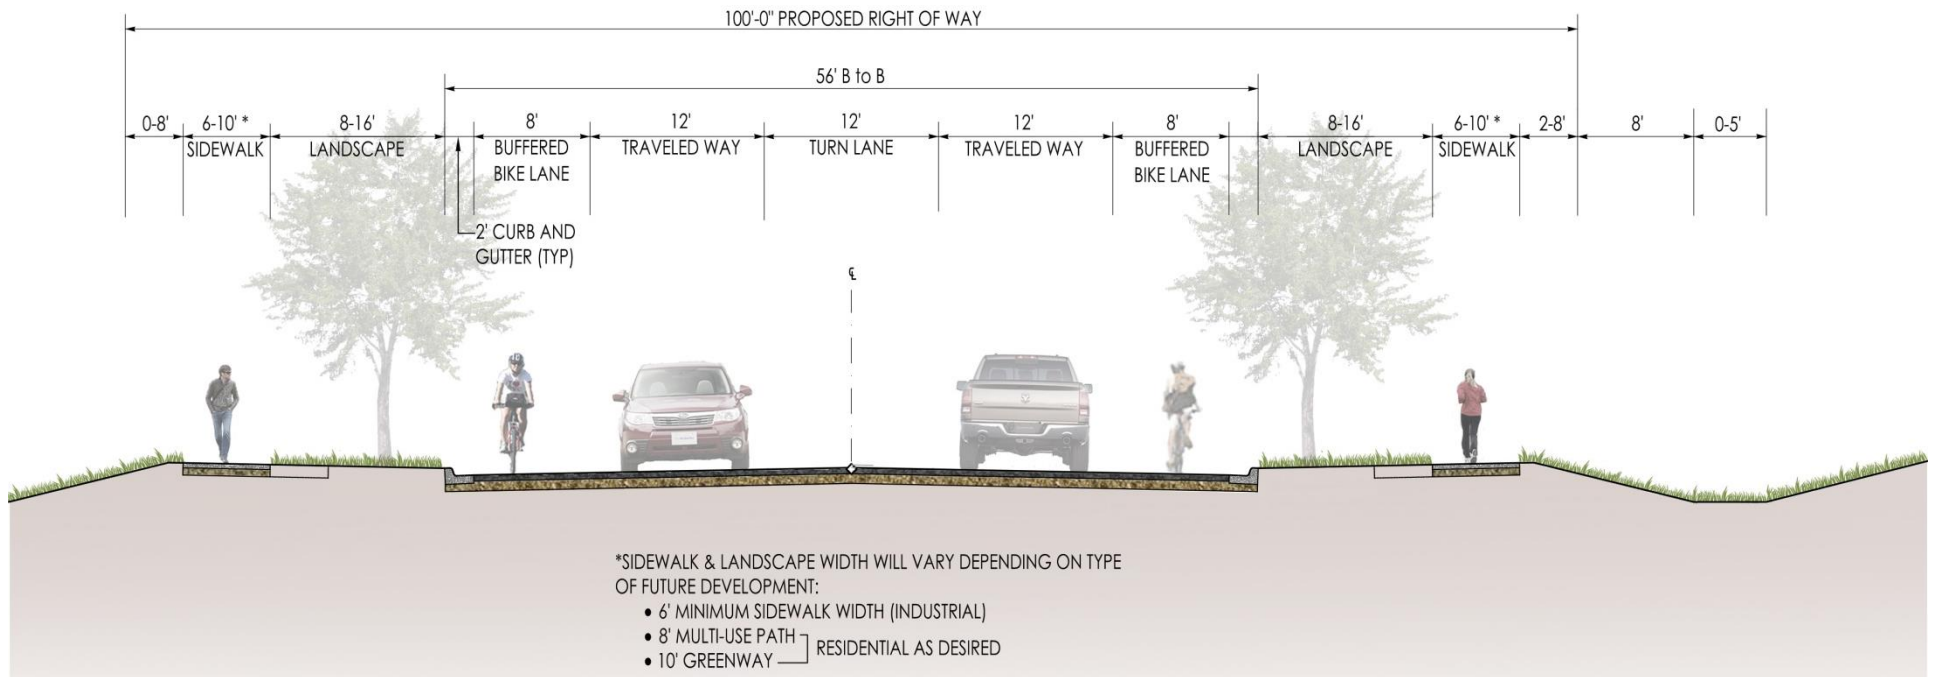 100'-0" PROPOSED RIGHT OF WAY
56' B to B
0-8'
6-10' *
8-16'
8'
12'
12'
12'
8'
8-16'
6-10' *
2-8'
8'
0-5'
SIDEWALK
LANDSCAPE
BUFFERED
BIKE LANE
TRAVELED WAY
TURN LANE
TRAVELED WAY
BUFFERED
BIKE LANE
LANDSCAPE
SIDEWALK
2' CURB AND
GUTTER (TYP)
℄
*SIDEWALK & LANDSCAPE WIDTH WILL VARY DEPENDING ON TYPE
OF FUTURE DEVELOPMENT:
• 6' MINIMUM SIDEWALK WIDTH (INDUSTRIAL)
• 8' MULTI-USE PATH
• 10' GREENWAY
RESIDENTIAL AS DESIRED